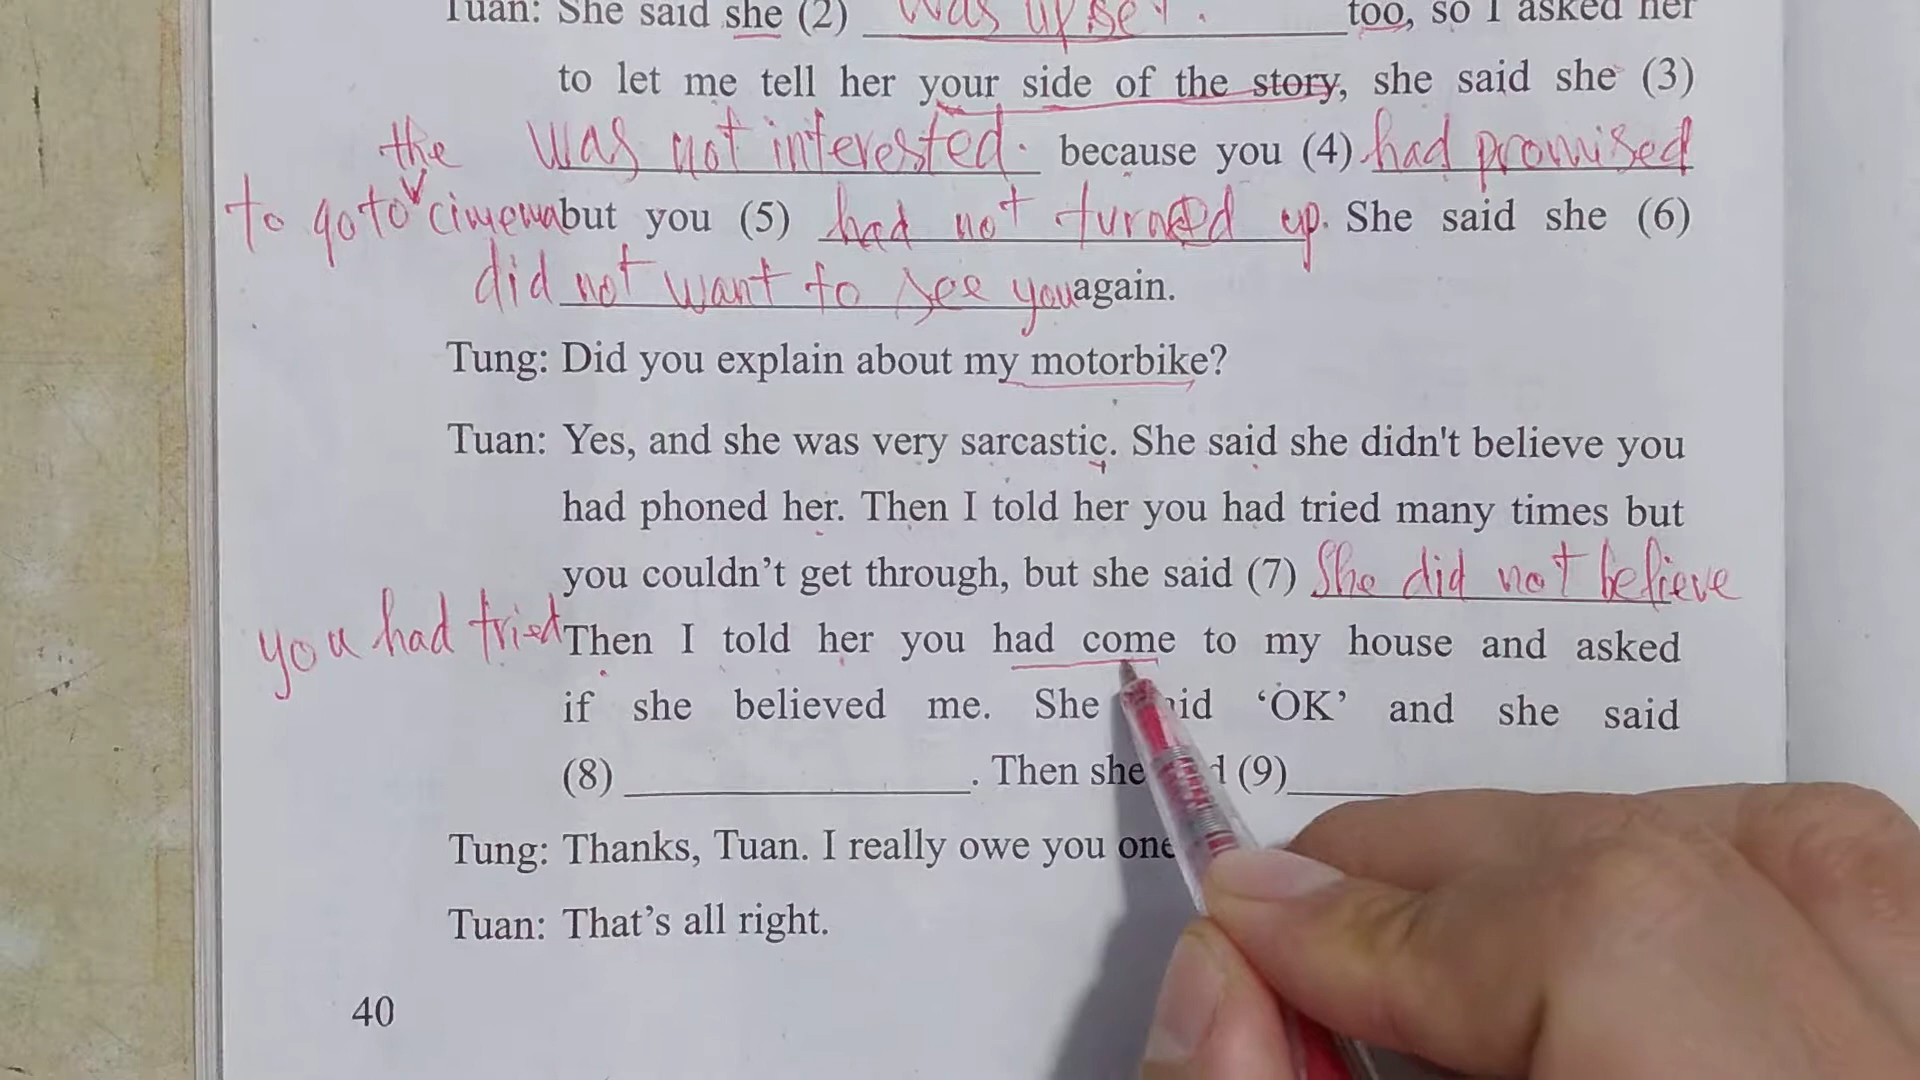 Tuan: She said she (2) was upset. too, so I asked her
to let me tell her your side of the story, she said she (3)
the was not interested. because you (4) had promised
to go to cinema but you (5) had not turned up. She said she (6)
did not want to see you again.
Tung: Did you explain about my motorbike?
Tuan: Yes, and she was very sarcastic. She said she didn't believe you
had phoned her. Then I told her you had tried many times but
you couldn’t get through, but she said (7) She did not believe
you had tried Then I told her you had come to my house and asked
if she believed me. She said ‘OK’ and she said
(8) ______________. Then she (9)______
Tung: Thanks, Tuan. I really owe you one
Tuan: That’s all right.
40